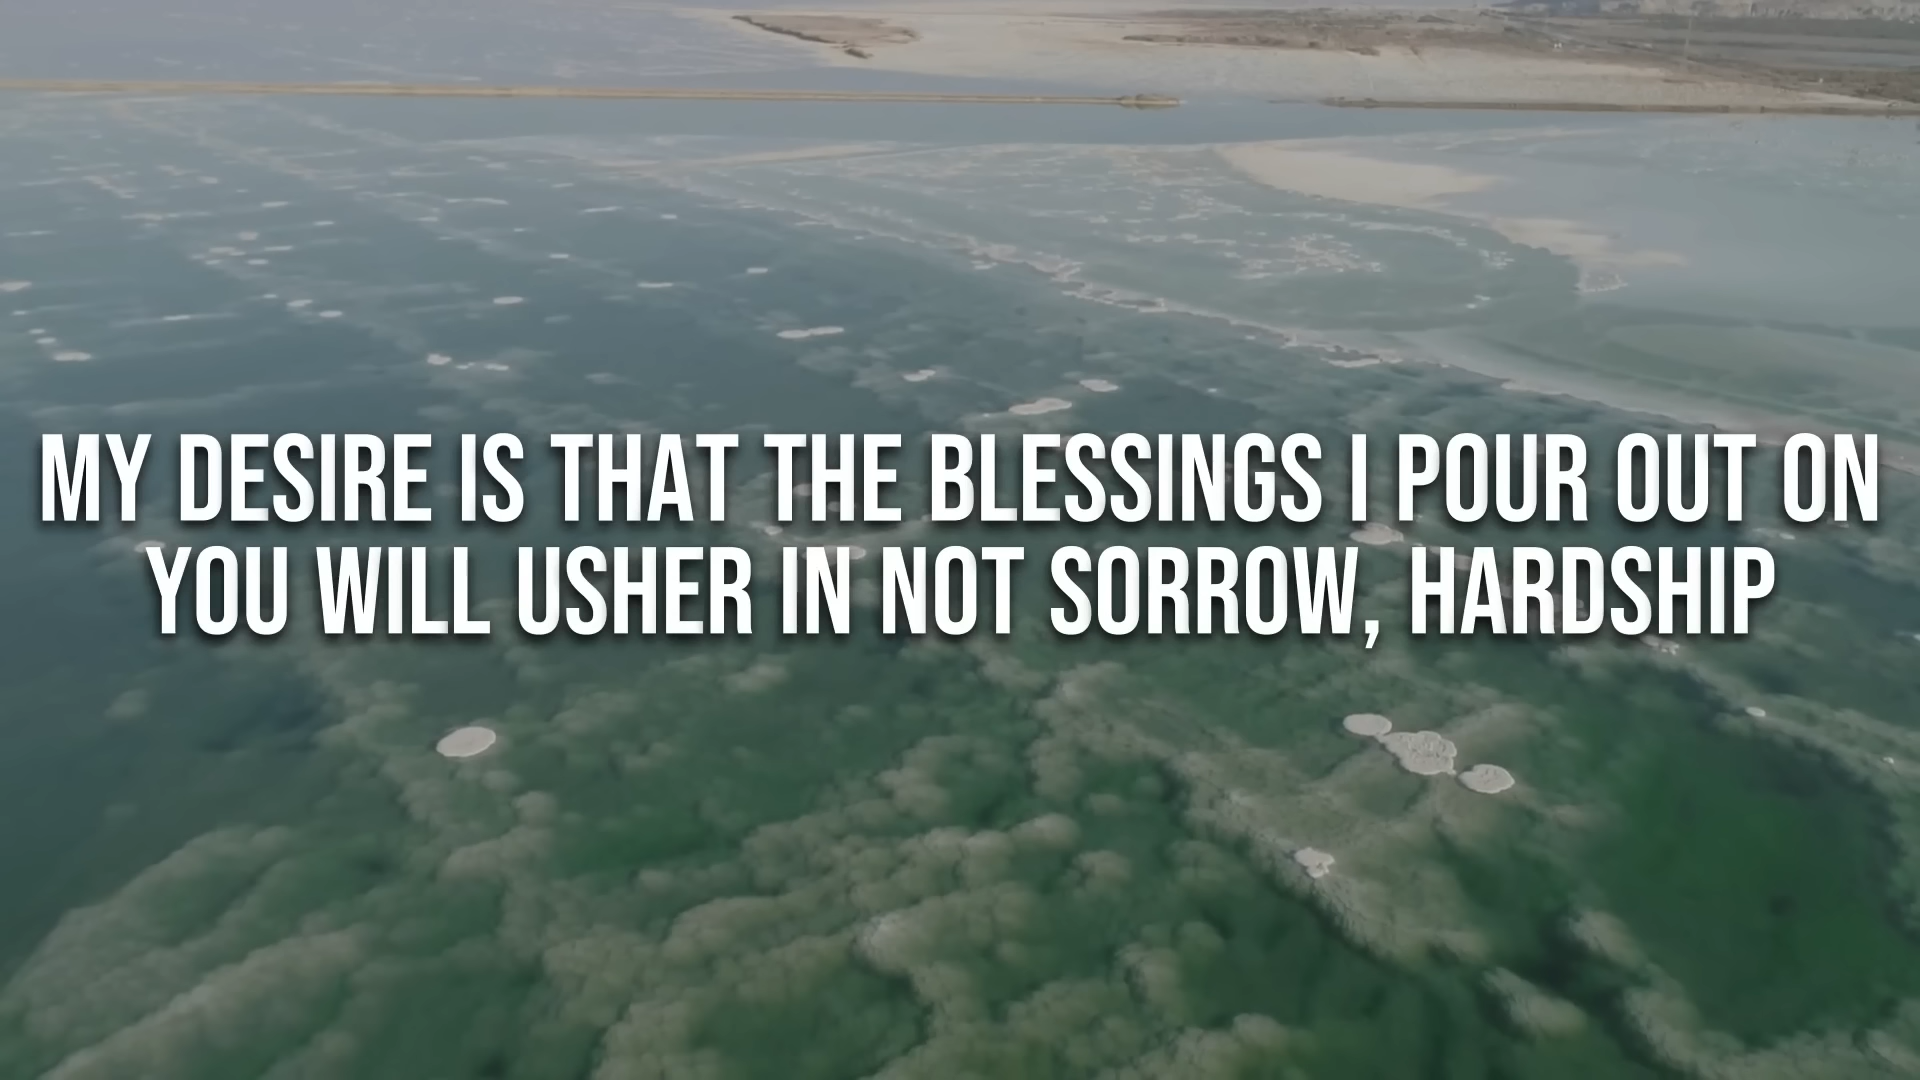 MY DESIRE IS THAT THE BLESSINGS I POUR OUT ON
YOU WILL USHER IN NOT SORROW, HARDSHIP